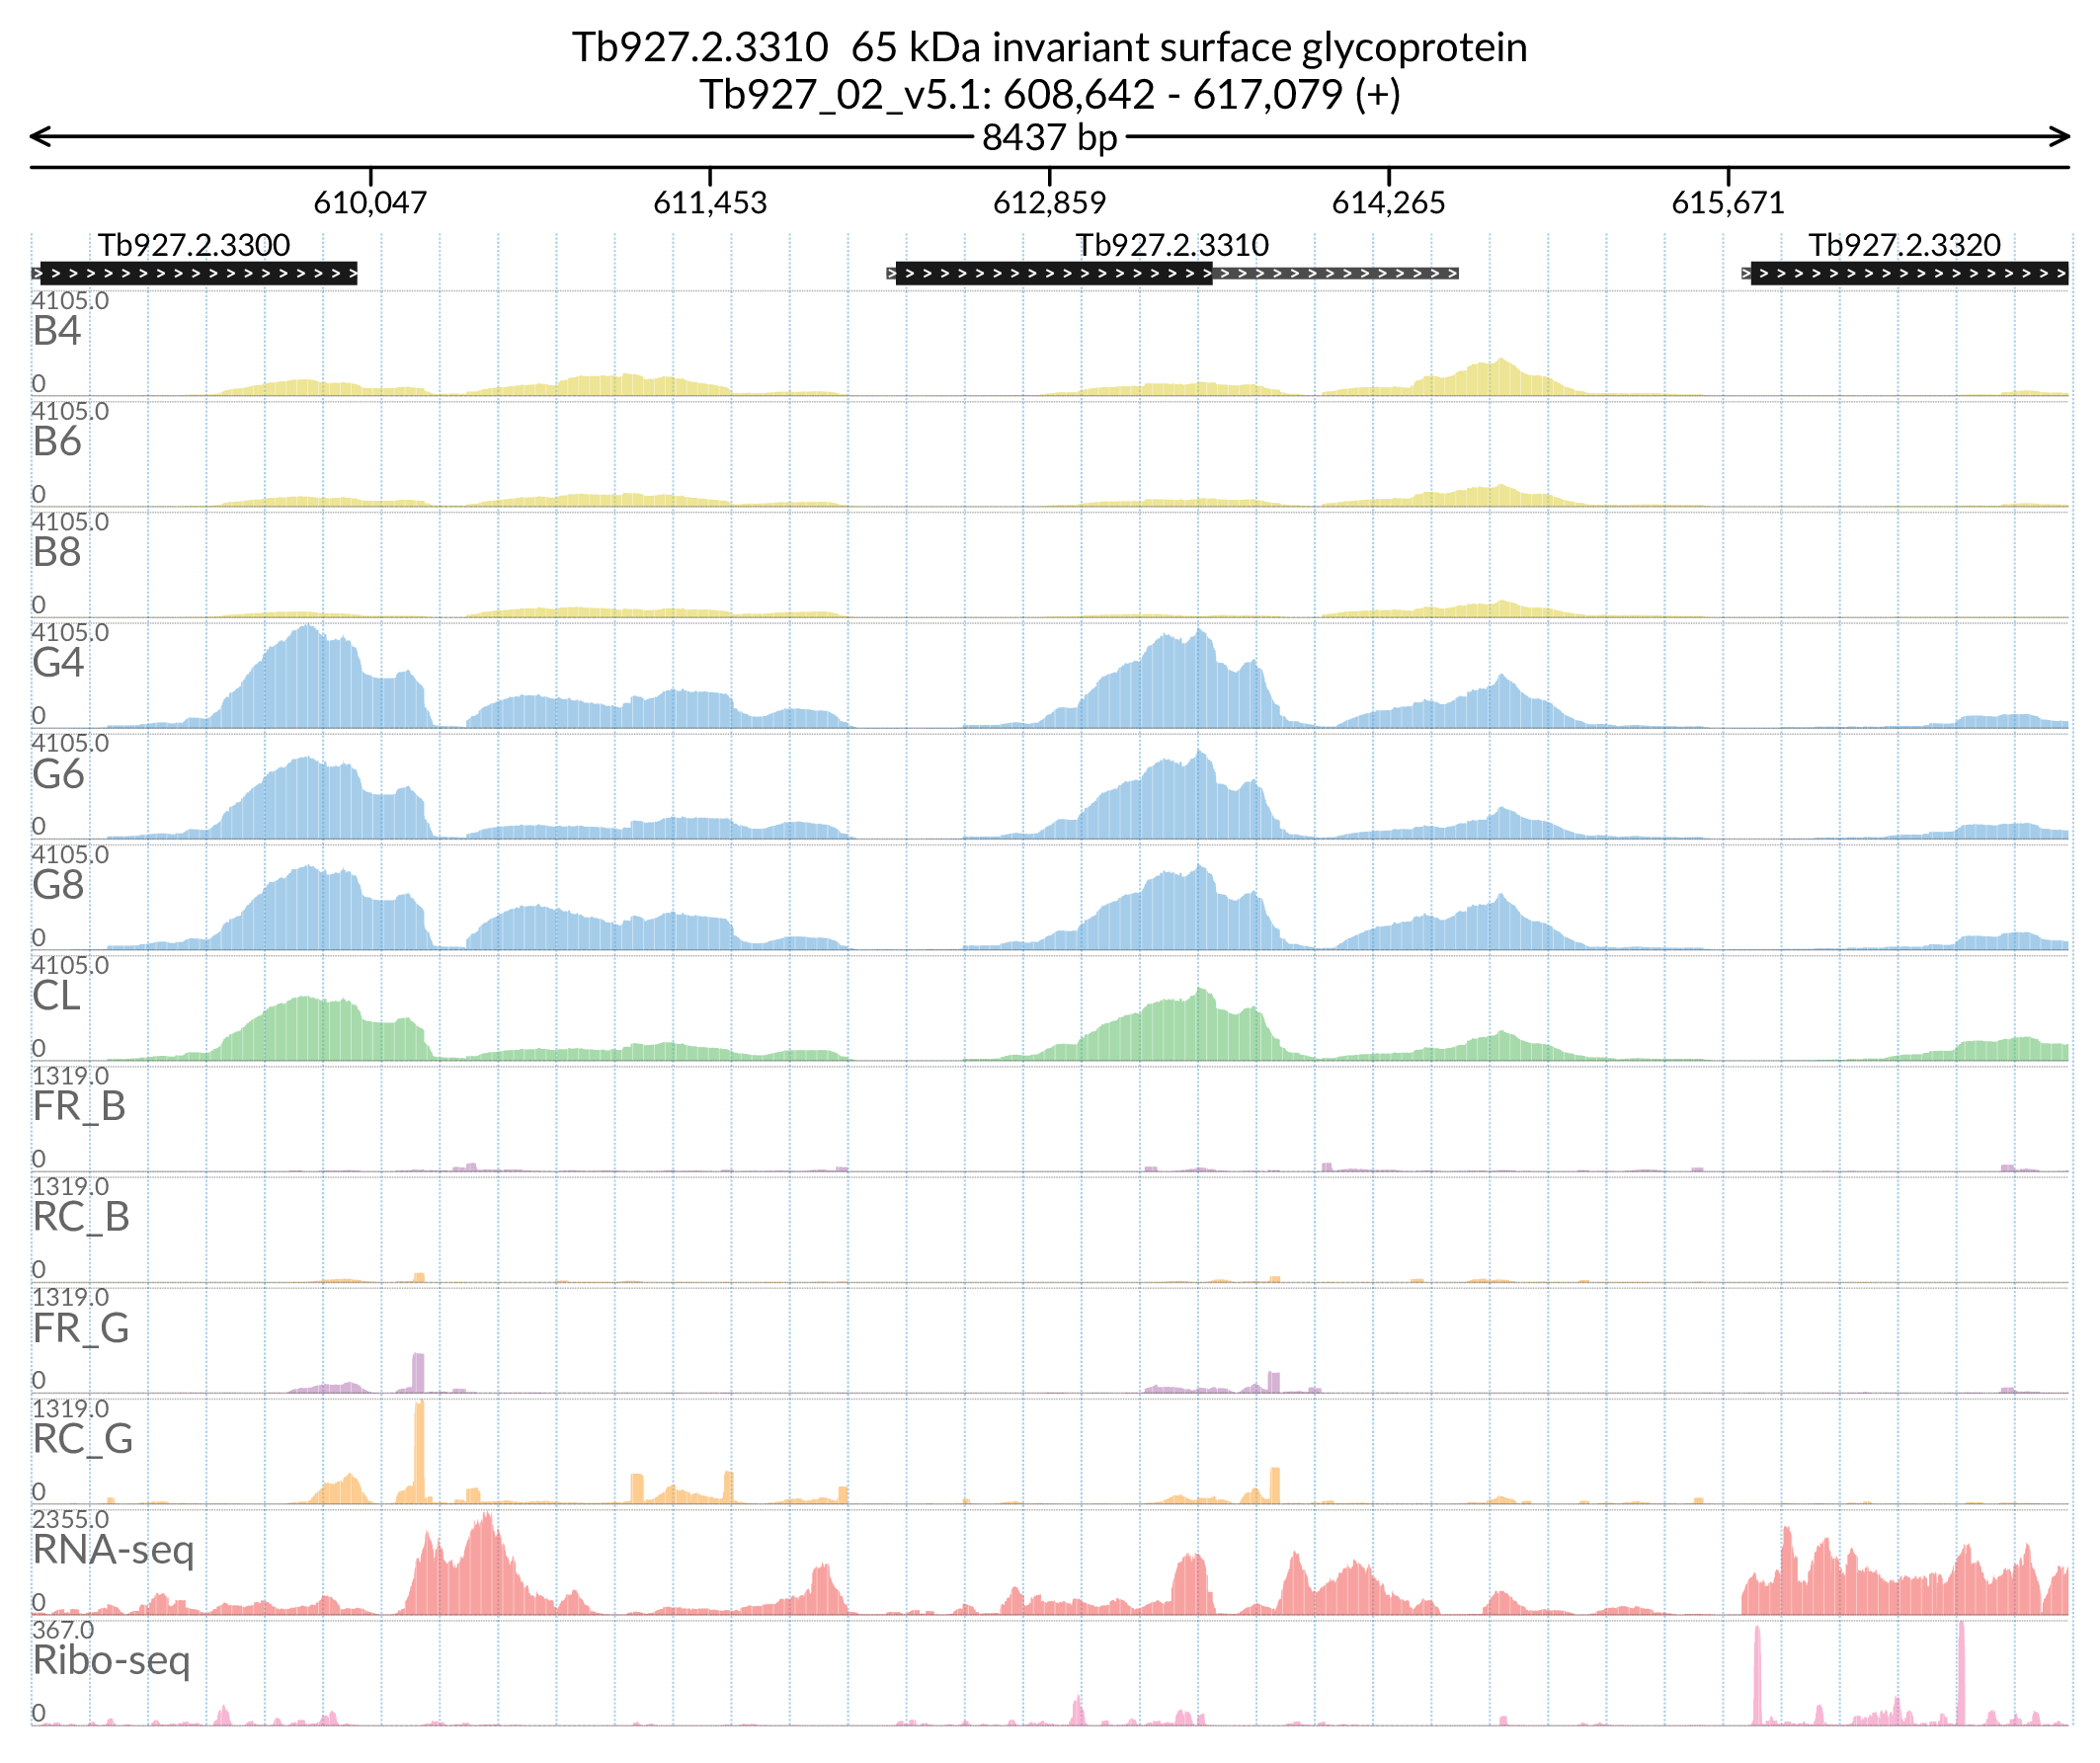 Tb927.2.3310 65 kDa invariant surface glycoprotein
Tb927_02_v5.1: 608,642 - 617,079 (+)
8437 bp
610,047 611,453 612,859 614,265 615,671
Tb927.2.3300 Tb927.2.3310 Tb927.2.3320
4105.0
B4
0
4105.0
B6
0
4105.0
B8
0
4105.0
G4
0
4105.0
G6
0
4105.0
G8
0
4105.0
CL
0
1319.0
FR_B
0
1319.0
RC_B
0
1319.0
FR_G
0
1319.0
RC_G
0
2355.0
RNA-seq
0
367.0
Ribo-seq
0